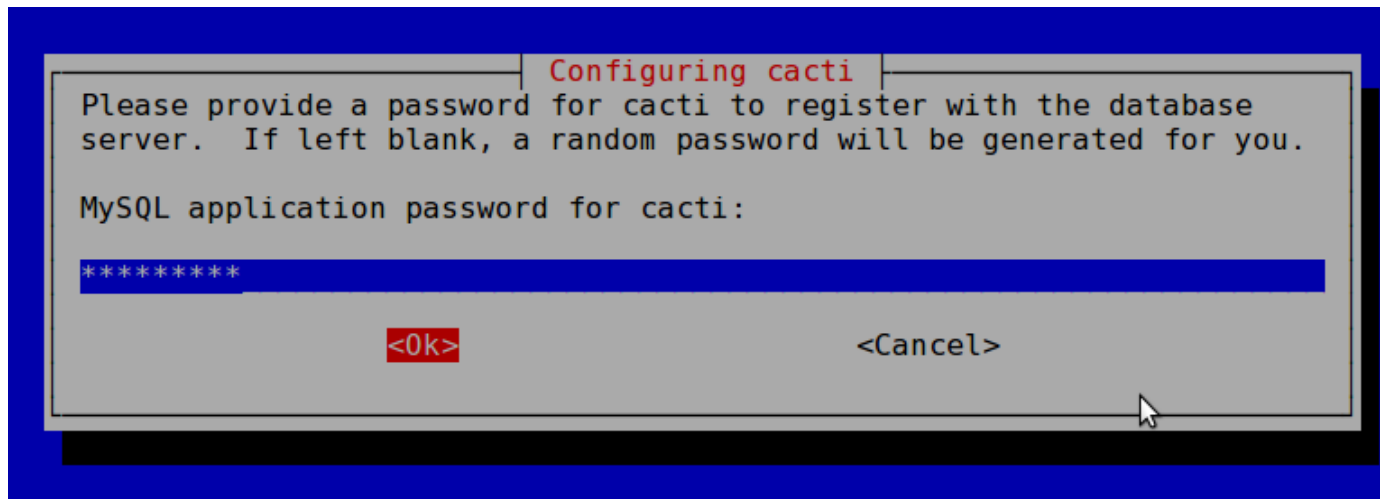 Configuring cacti
Please provide a password for cacti to register with the database
server.  If left blank, a random password will be generated for you.
MySQL application password for cacti:
*********
<Ok> <Cancel>